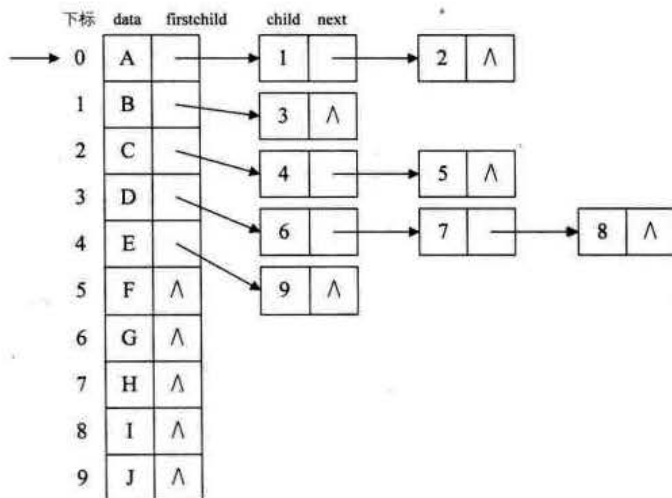 下标 data firstchild child next
0 A 1 2 Λ
1 B 3 Λ
2 C 4 5 Λ
3 D 6 7 8 Λ
4 E 9 Λ
5 F Λ
6 G Λ
7 H Λ
8 I Λ
9 J Λ